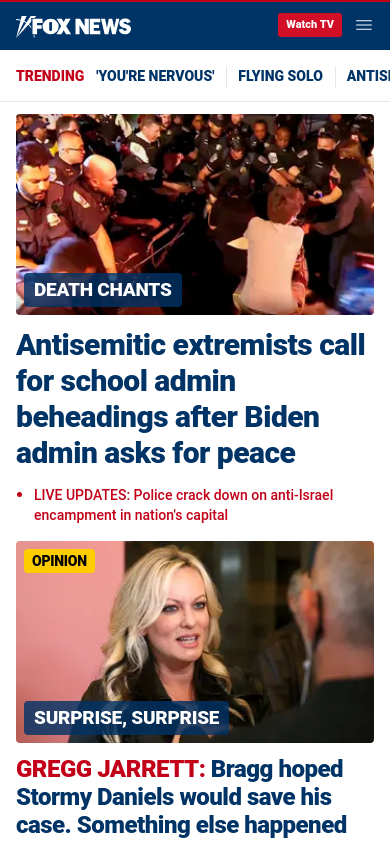 FOX NEWS
Watch TV
TRENDING 'YOU'RE NERVOUS' FLYING SOLO
DEATH CHANTS
Antisemitic extremists call
for school admin
beheadings after Biden
admin asks for peace
LIVE UPDATES: Police crack down on anti-Israel
encampment in nation's capital
OPINION
SURPRISE, SURPRISE
GREGG JARRETT: Bragg hoped
Stormy Daniels would save his
case. Something else happened